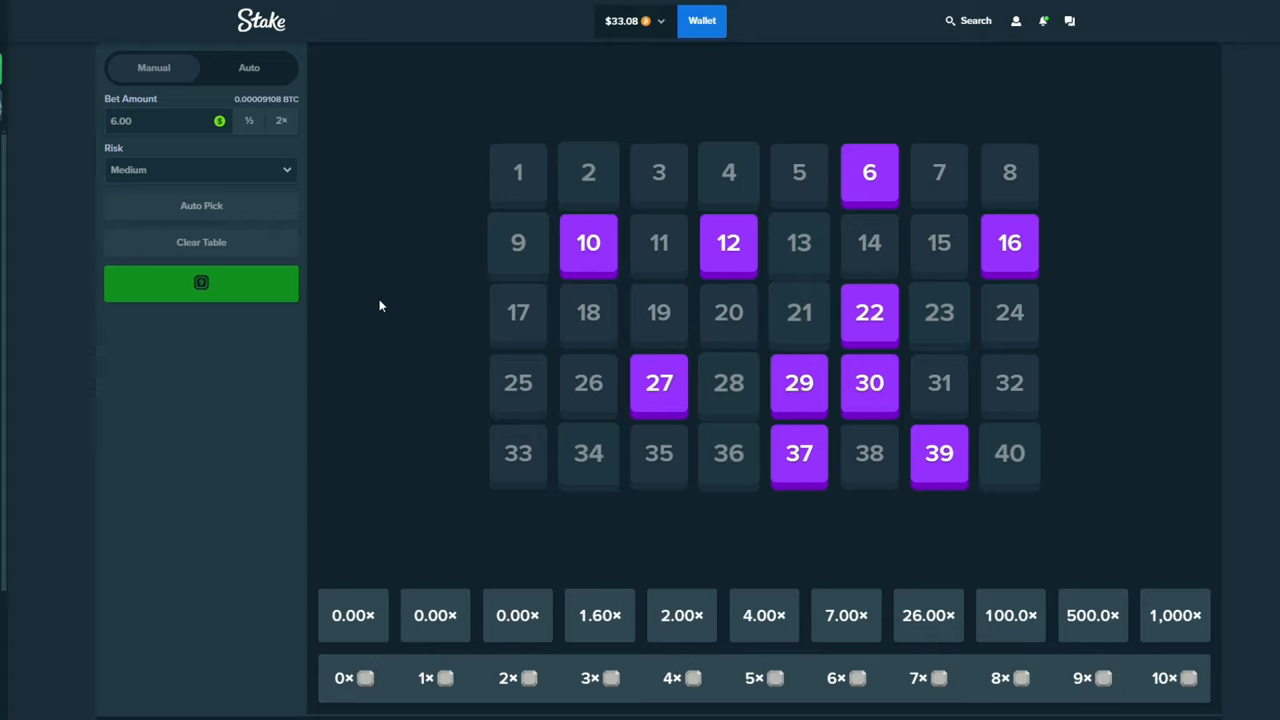 Stake
$33.08
Wallet
Search
Manual
Auto
Bet Amount
0.00009108 BTC
6.00
$
½
2×
Risk
Medium
Auto Pick
Clear Table
1 2 3 4 5 6 7 8
9 10 11 12 13 14 15 16
17 18 19 20 21 22 23 24
25 26 27 28 29 30 31 32
33 34 35 36 37 38 39 40
0.00× 0.00× 0.00× 1.60× 2.00× 4.00× 7.00× 26.00× 100.0× 500.0× 1,000×
0× 1× 2× 3× 4× 5× 6× 7× 8× 9× 10×